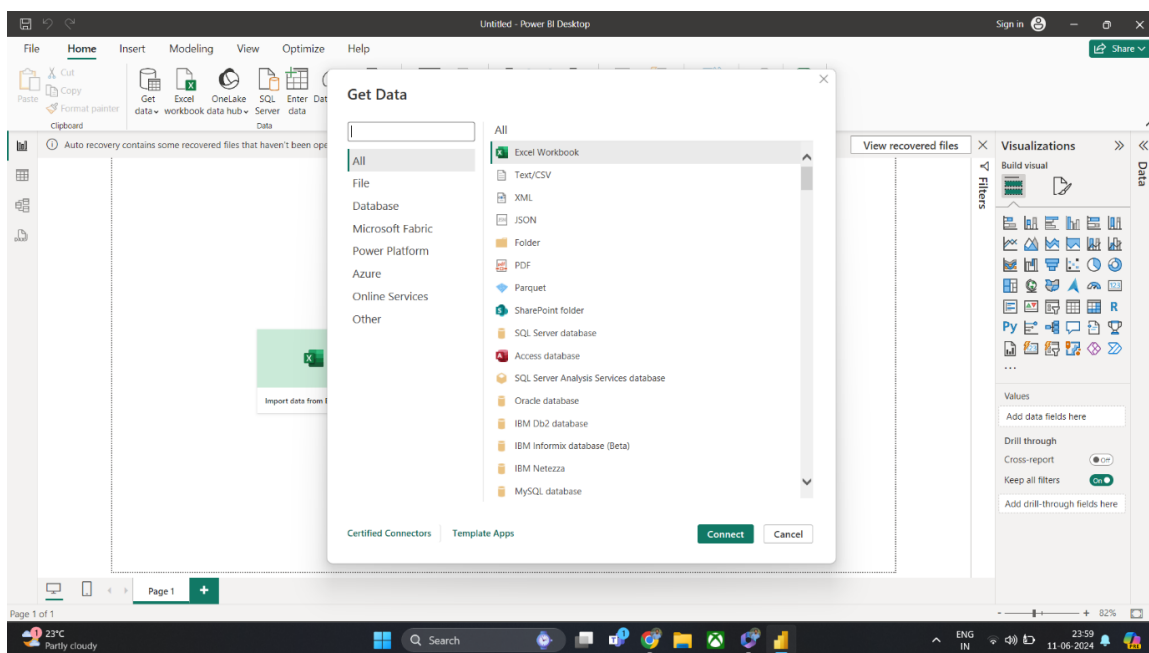 Untitled - Power BI Desktop
Sign in
File Home Insert Modeling View Optimize Help
Share
Paste
Cut
Copy
Format painter
Clipboard
Get data
Excel workbook
OneLake data hub
SQL Server
Enter data
Dat
Data
Auto recovery contains some recovered files that haven't been ope
View recovered files
Import data from E
Get Data
All
File
Database
Microsoft Fabric
Power Platform
Azure
Online Services
Other
All
Excel Workbook
Text/CSV
XML
JSON
Folder
PDF
Parquet
SharePoint folder
SQL Server database
Access database
SQL Server Analysis Services database
Oracle database
IBM Db2 database
IBM Informix database (Beta)
IBM Netezza
MySQL database
Certified Connectors
Template Apps
Connect
Cancel
Filters
Visualizations
Build visual
123
R
Py
...
Values
Add data fields here
Drill through
Cross-report
Off
Keep all filters
On
Add drill-through fields here
Data
Page 1
+
Page 1 of 1
- + 82%
1
23°C
Partly cloudy
Search
ENG
IN
23:59
11-06-2024